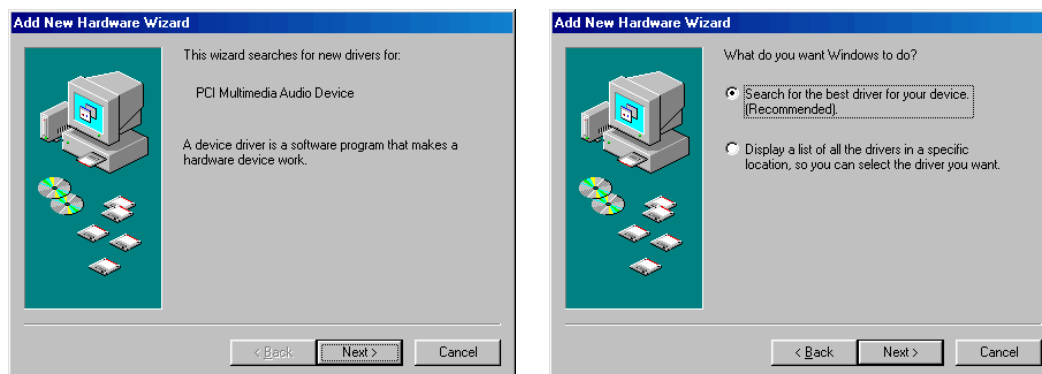 Add New Hardware Wizard
This wizard searches for new drivers for:
PCI Multimedia Audio Device
A device driver is a software program that makes a
hardware device work.
< Back
Next >
Cancel
Add New Hardware Wizard
What do you want Windows to do?
Search for the best driver for your device.
(Recommended).
Display a list of all the drivers in a specific
location, so you can select the driver you want.
< Back
Next >
Cancel